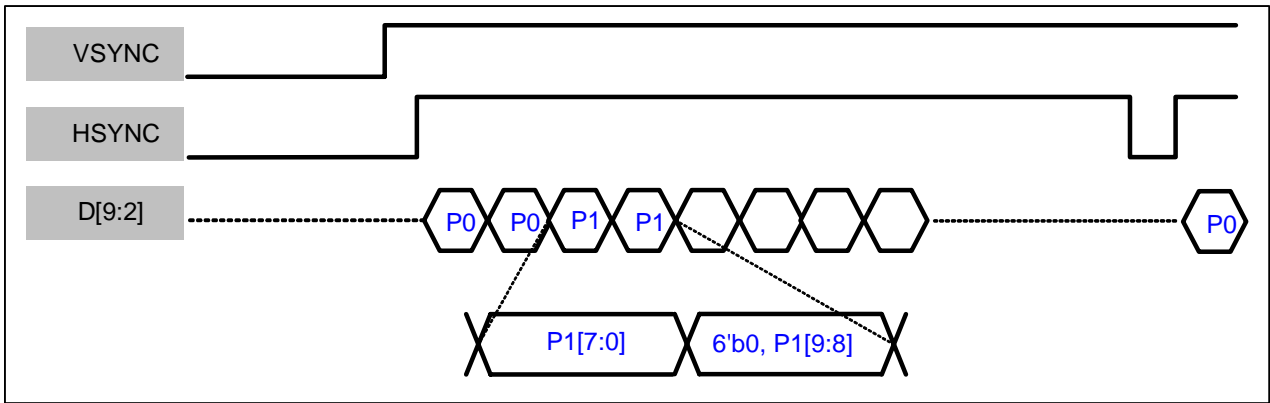 VSYNC
HSYNC
D[9:2]
P0 P0 P1 P1 P0
P1[7:0] 6'b0, P1[9:8]